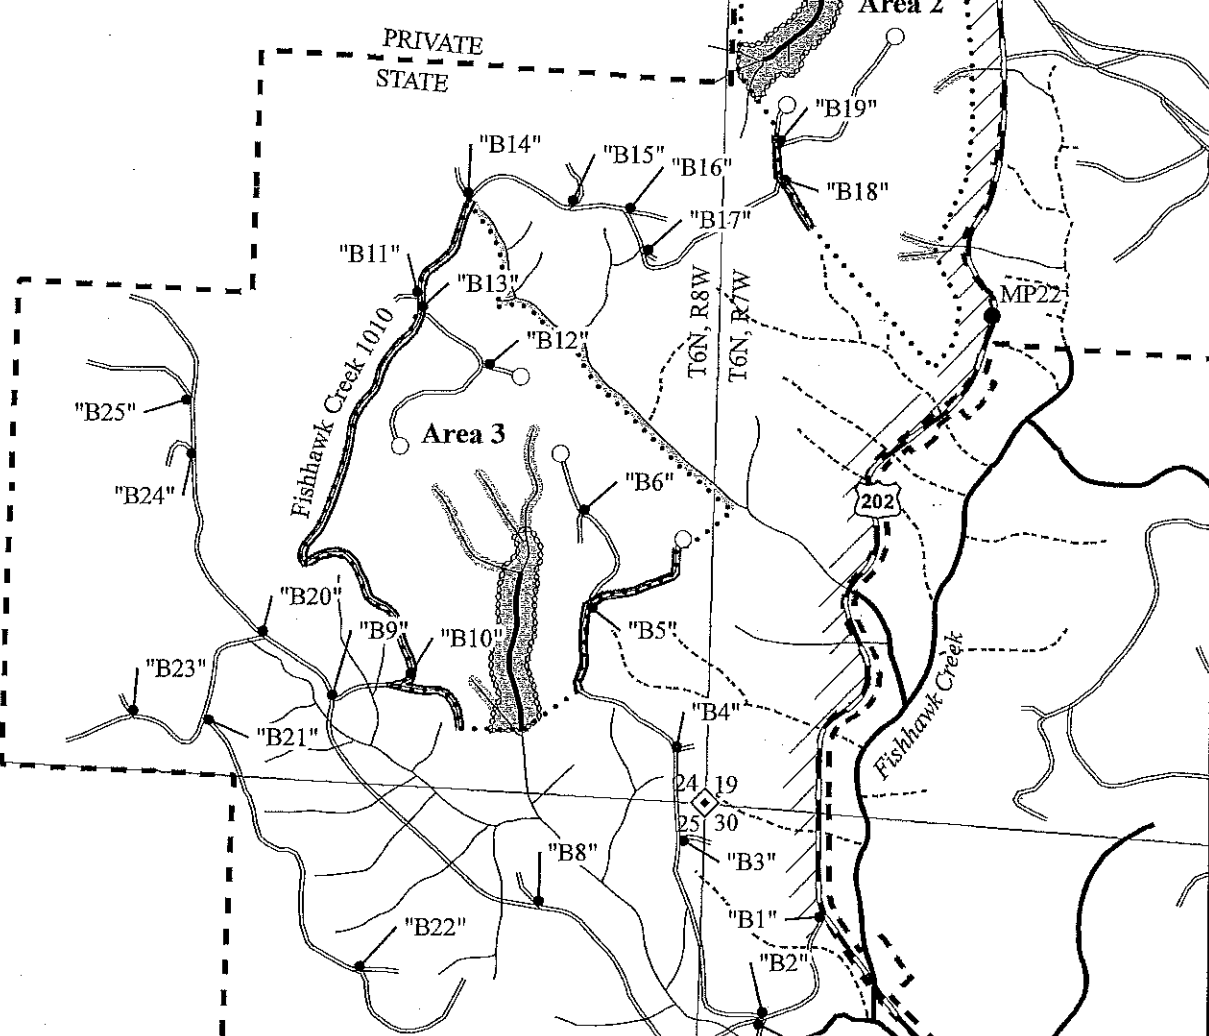 Area 2
PRIVATE
STATE
"B19"
"B14"
"B15"
"B16"
"B18"
"B17"
"B11"
"B13"
T6N, R8W
T6N, R7W
MP22
Fishhawk Creek 1010
"B12"
"B25"
Area 3
"B24"
"B6"
202
"B20"
"B9"
"B10"
"B5"
"B23"
Fishhawk Creek
"B4"
"B21"
24 19
25 30
"B8"
"B3"
"B1"
"B22"
"B2"